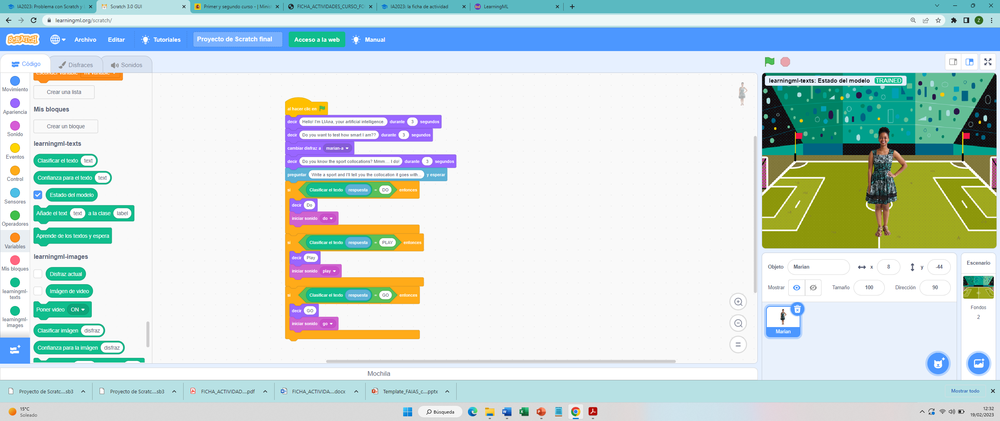 IA2023: Problema con Scratch y L
Scratch 3.0 GUI
Primer y segundo curso - | Minis
FICHA_ACTIVIDADES_CURSO_FO
IA2023: la ficha de actividad
LearningML
learningml.org/scratch/
Z
SCRATCH
Archivo
Editar
Tutoriales
Proyecto de Scratch final
Acceso a la web
Manual
Código
Disfraces
Sonidos
Movimiento
Apariencia
Sonido
Eventos
Control
Sensores
Operadores
Variables
Mis bloques
learningml-
texts
learningml-
images
esconder variable mi variable
Crear una lista
Mis bloques
Crear un bloque
learningml-texts
Clasificar el texto text
Confianza para el texto text
Estado del modelo
Añade el text text a la clase label
Aprende de los textos y espera
learningml-images
Disfraz actual
Imágen de video
Poner video ON
Clasificar imágen disfraz
Confianza para la imágen disfraz
al hacer clic en
decir Hello! I'm LIAna, your artificial intelligence. durante 3 segundos
decir Do you want to test how smart I am?? durante 3 segundos
cambiar disfraz a marian-a
decir Do you know the sport collocations? Mmm.... I do! durante 3 segundos
preguntar Write a sport and I'll tell you the collocation it goes with... y esperar
si Clasificar el texto respuesta = DO entonces
decir Do
iniciar sonido do
si Clasificar el texto respuesta = PLAY entonces
decir Play
iniciar sonido play
si Clasificar el texto respuesta = GO entonces
decir GO
iniciar sonido go
learningml-texts: Estado del modelo TRAINED
Objeto Marian x 8 y -44
Mostrar Tamaño 100 Dirección 90
Marian
Escenario
Fondos
2
Mochila
Proyecto de Scratc....sb3
Proyecto de Scratc....sb3
FICHA_ACTIVIDAD....pdf
FICHA_ACTIVIDA....docx
Template_FAIAS_c....pptx
Mostrar todo
15°C
Soleado
Búsqueda
12:32
19/02/2023